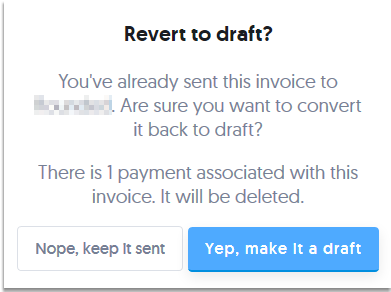 Revert to draft?
You've already sent this invoice to
. Are sure you want to convert
it back to draft?
There is 1 payment associated with this
invoice. It will be deleted.
Nope, keep it sent
Yep, make it a draft